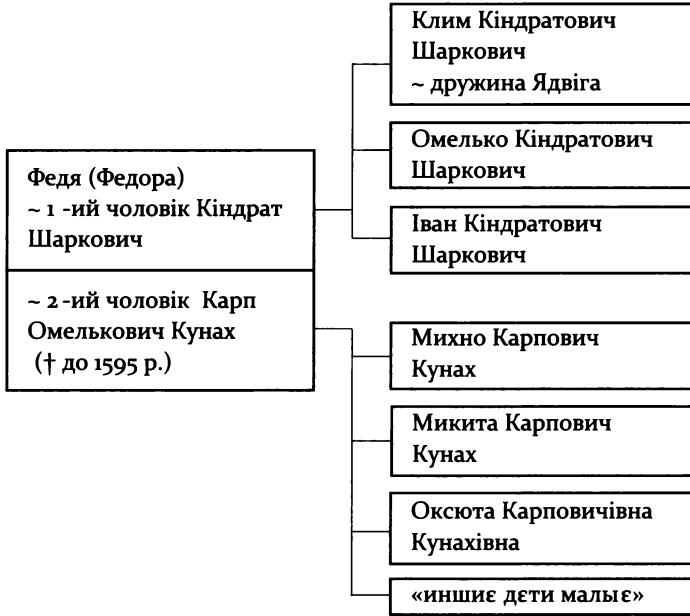 Клим Кіндратович
Шаркович
~ дружина Ядвіга
Омелько Кіндратович
Шаркович
Іван Кіндратович
Шаркович
Федя (Федора)
~ 1 -ий чоловік Кіндрат
Шаркович
~ 2 -ий чоловік Карп
Омелькович Кунах
(† до 1595 р.)
Михно Карпович
Кунах
Микита Карпович
Кунах
Оксюта Карповичівна
Кунахівна
«иншиє дєти малыє»